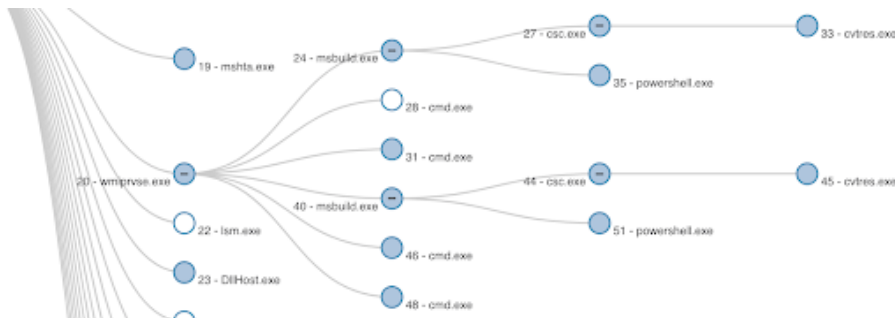 27 - csc.exe
33 - cvtres.exe
24 - msbuild.exe
19 - mshta.exe
35 - powershell.exe
28 - cmd.exe
31 - cmd.exe
20 - wmiprvse.exe
44 - csc.exe
45 - cvtres.exe
40 - msbuild.exe
22 - lsm.exe
51 - powershell.exe
46 - cmd.exe
23 - DllHost.exe
48 - cmd.exe